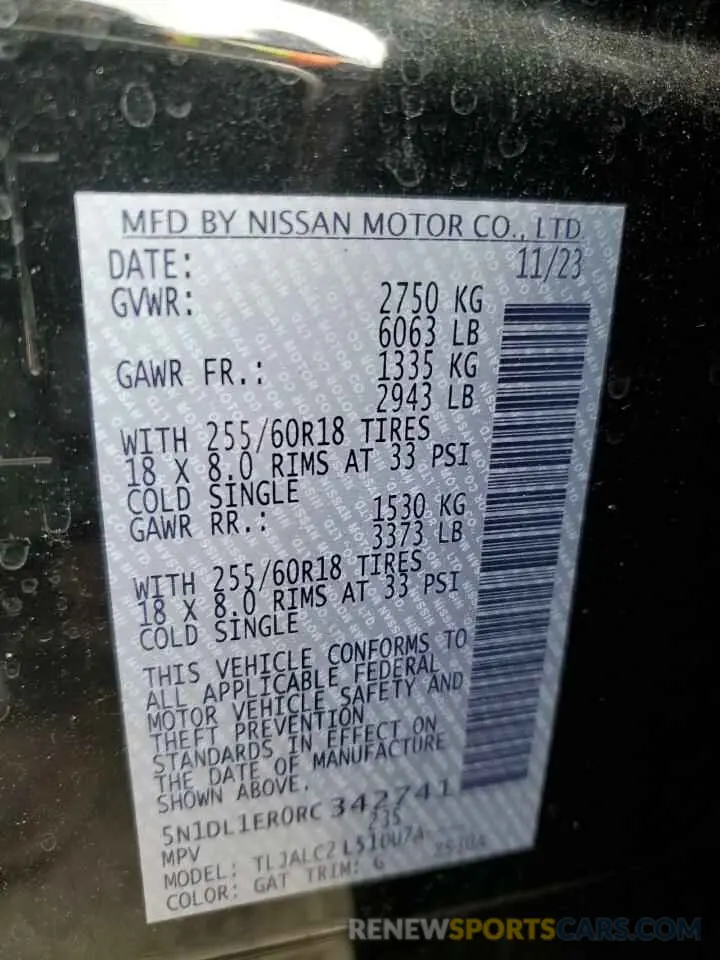 MFD BY NISSAN MOTOR CO., LTD
DATE: 11/23
GVWR: 2750 KG
6063 LB
GAWR FR.: 1335 KG
2943 LB
WITH 255/60R18 TIRES
18 X 8.0 RIMS AT 33 PSI
COLD SINGLE
GAWR RR.: 1530 KG
3373 LB
WITH 255/60R18 TIRES
18 X 8.0 RIMS AT 33 PSI
COLD SINGLE
THIS VEHICLE CONFORMS TO
ALL APPLICABLE FEDERAL
MOTOR VEHICLE SAFETY AND
THEFT PREVENTION
STANDARDS IN EFFECT ON
THE DATE OF MANUFACTURE
SHOWN ABOVE.
5N1DL1ER0RC 342741
MPV 235
MODEL: TLJALC2
COLOR: GAT TRIM: G
RENEWSPORTSCARS.COM